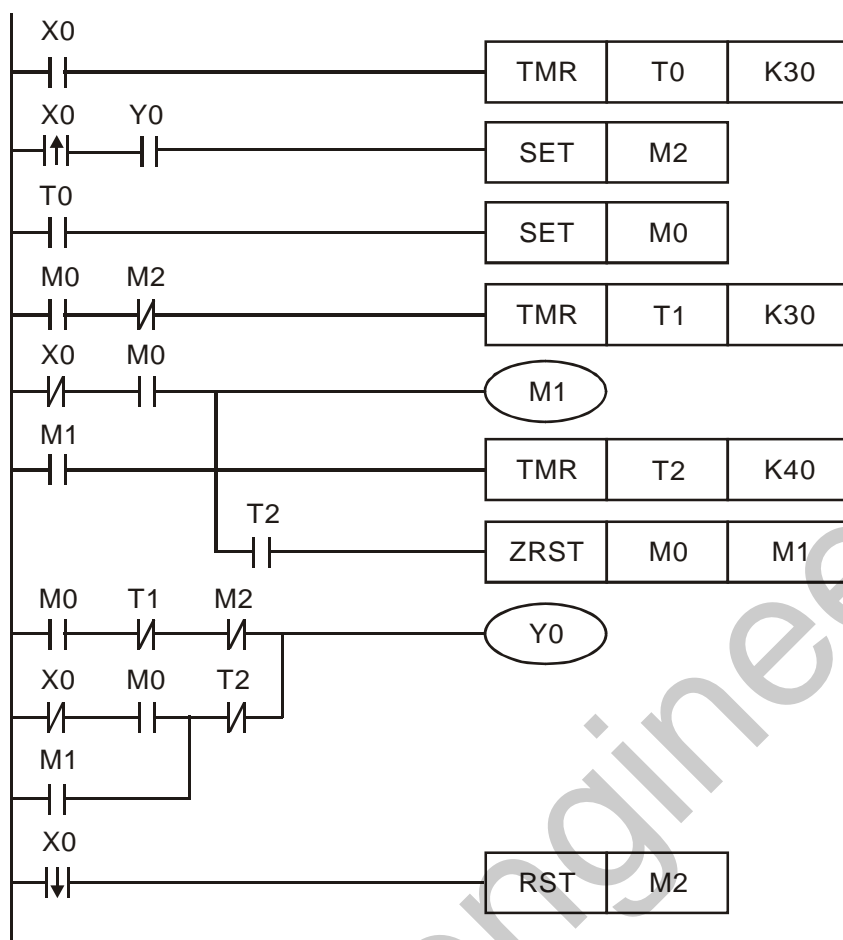 X0
TMR T0 K30
X0 Y0
SET M2
T0
SET M0
M0 M2
TMR T1 K30
X0 M0
M1
M1
TMR T2 K40
T2
ZRST M0 M1
M0 T1 M2
Y0
X0 M0 T2
M1
X0
RST M2
enginee